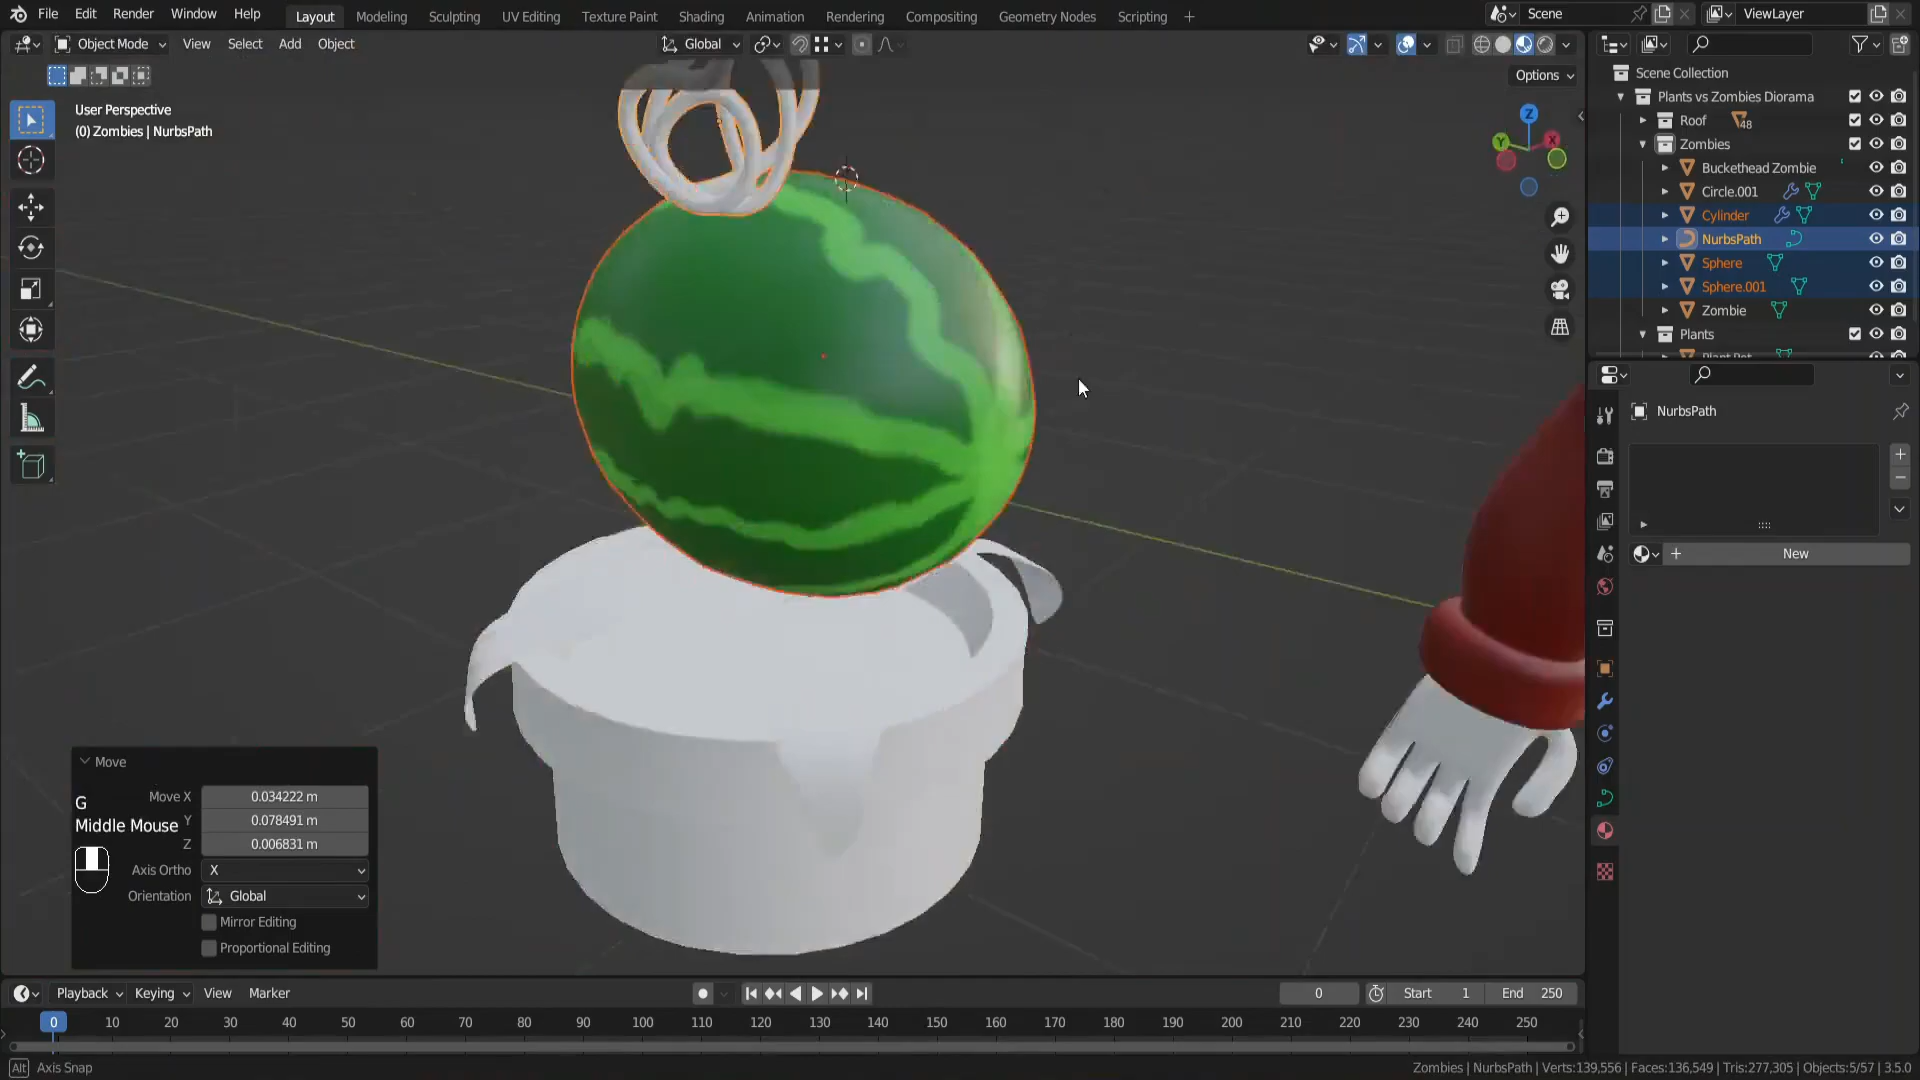 File Edit Render Window Help Layout Modeling Sculpting UV Editing Texture Paint Shading Animation Rendering Compositing Geometry Nodes Scripting + Scene ViewLayer
Object Mode View Select Add Object Global
Options
User Perspective
(0) Zombies | NurbsPath
Z
Y
X
Scene Collection
Plants vs Zombies Diorama
Roof 48
Zombies
Buckethead Zombie
Circle.001
Cylinder
NurbsPath
Sphere
Sphere.001
Zombie
Plants
Plant Pot
NurbsPath
New
Move
Move X 0.034222 m
Y 0.078491 m
Z 0.006831 m
Axis Ortho X
Orientation Global
Mirror Editing
Proportional Editing
G
Middle Mouse
Playback Keying View Marker 0 Start 1 End 250
0 10 20 30 40 50 60 70 80 90 100 110 120 130 140 150 160 170 180 190 200 210 220 230 240 250
Alt Axis Snap
Zombies | NurbsPath | Verts:139,556 | Faces:136,549 | Tris:277,305 | Objects:5/57 | 3.5.0